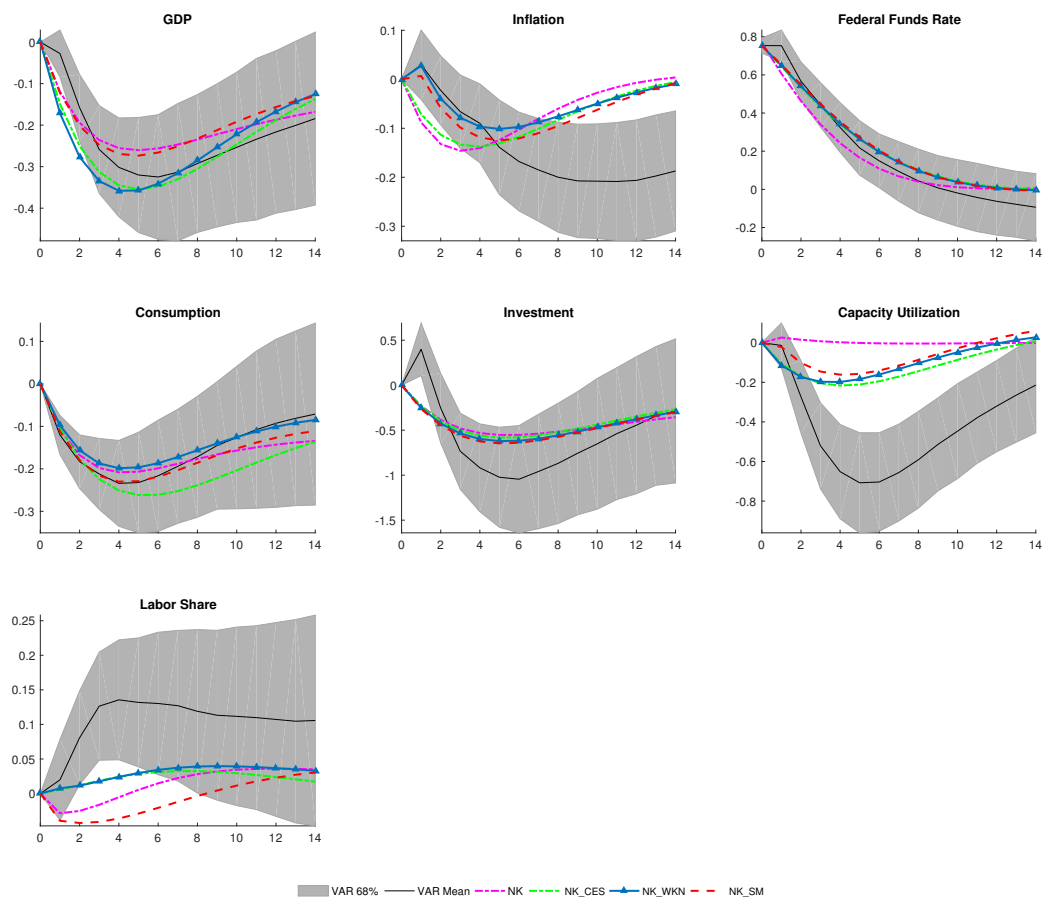 GDP
Inflation
Federal Funds Rate
0
-0.1
-0.2
-0.3
-0.4
0 2 4 6 8 10 12 14
0.1
0
-0.1
-0.2
-0.3
0 2 4 6 8 10 12 14
0.8
0.6
0.4
0.2
0
-0.2
0 2 4 6 8 10 12 14
Consumption
Investment
Capacity Utilization
0.1
0
-0.1
-0.2
-0.3
0 2 4 6 8 10 12 14
0.5
0
-0.5
-1
-1.5
0 2 4 6 8 10 12 14
0
-0.2
-0.4
-0.6
-0.8
0 2 4 6 8 10 12 14
Labor Share
0.25
0.2
0.15
0.1
0.05
0
0 2 4 6 8 10 12 14
VAR 68% VAR Mean NK NK_CES NK_WKN NK_SM